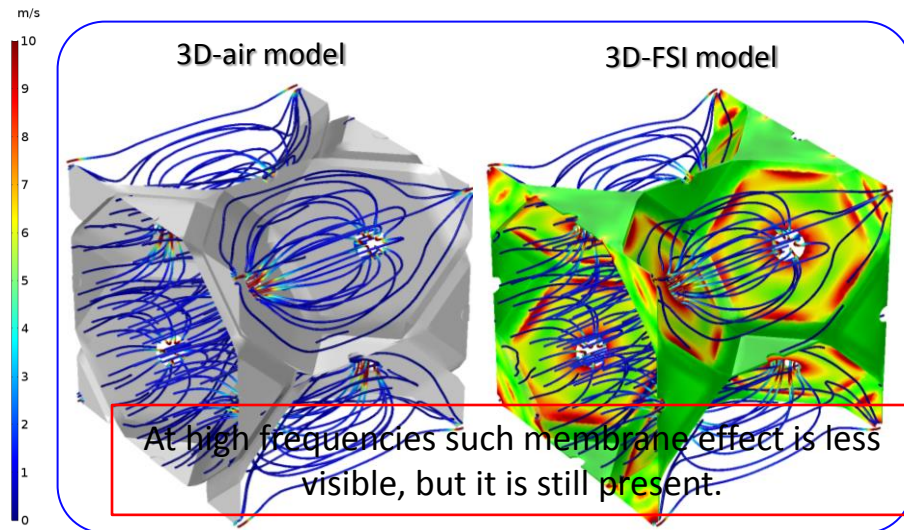 m/s
10
9
8
7
6
5
4
3
2
1
0
3D-air model
3D-FSI model
At high frequencies such membrane effect is less
visible, but it is still present.